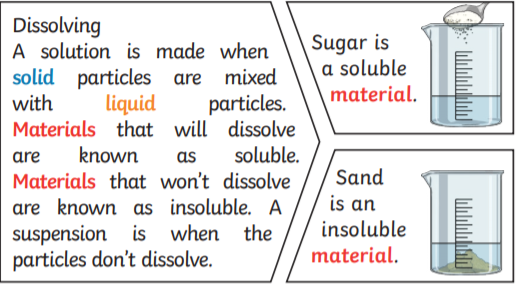 Dissolving
A solution is made when
solid particles are mixed
with liquid particles.
Materials that will dissolve
are known as soluble.
Materials that won't dissolve
are known as insoluble. A
suspension is when the
particles don't dissolve.
Sugar is
a soluble
material.
Sand
is an
insoluble
material.